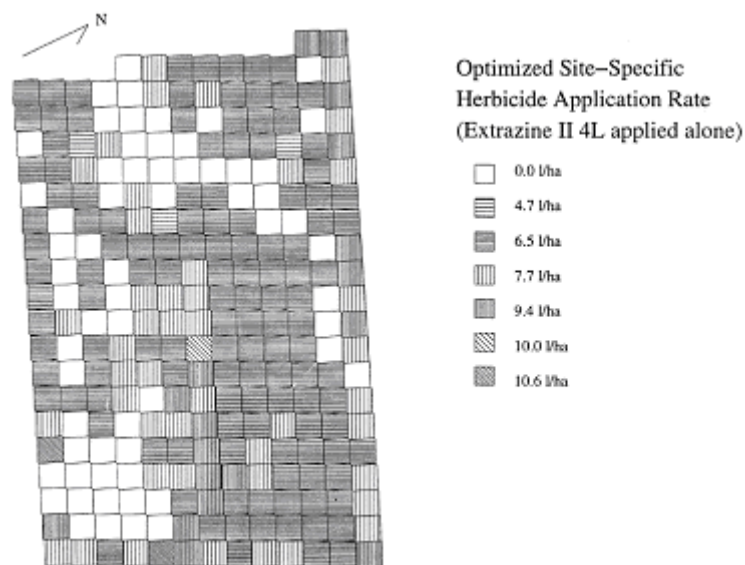 N
Optimized Site-Specific
Herbicide Application Rate
(Extrazine II 4L applied alone)
0.0 l/ha
4.7 l/ha
6.5 l/ha
7.7 l/ha
9.4 l/ha
10.0 l/ha
10.6 l/ha